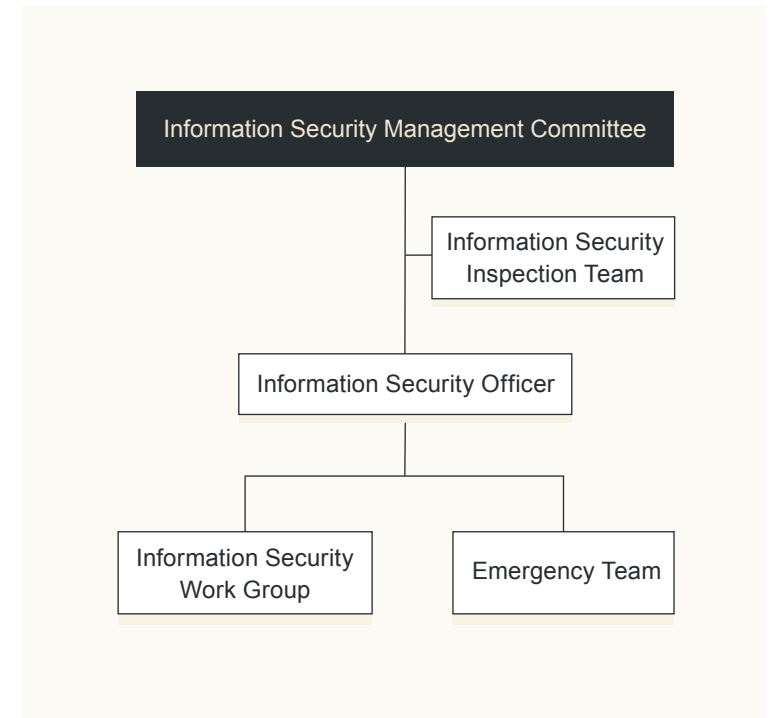 Information Security Management Committee
Information Security
Inspection Team
Information Security Officer
Information Security
Work Group
Emergency Team